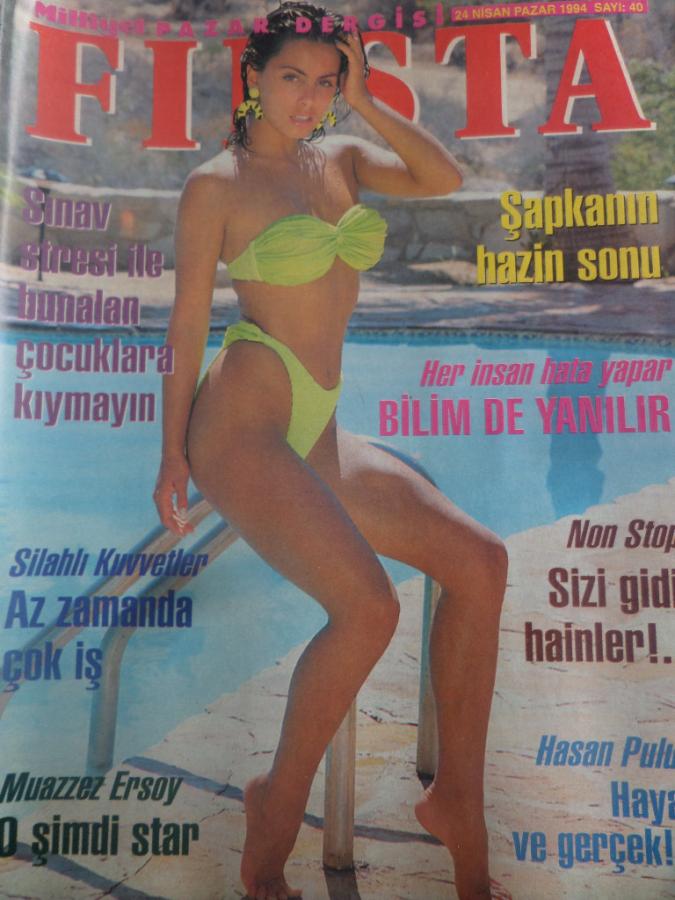 Milliyet PAZAR DERGİSİ
24 NİSAN PAZAR 1994 SAYI: 40
FIESTA
Sınav
stresi ile
bunalan
çocuklara
kıymayın
Şapkanın
hazin sonu
Her insan hata yapar
BİLİM DE YANILIR
Silahlı Kuvvetler
Az zamanda
çok iş
Non Stop
Sizi gidi
hainler!..
Muazzez Ersoy
O şimdi star
Hasan Pulu
Haya
ve gerçek!